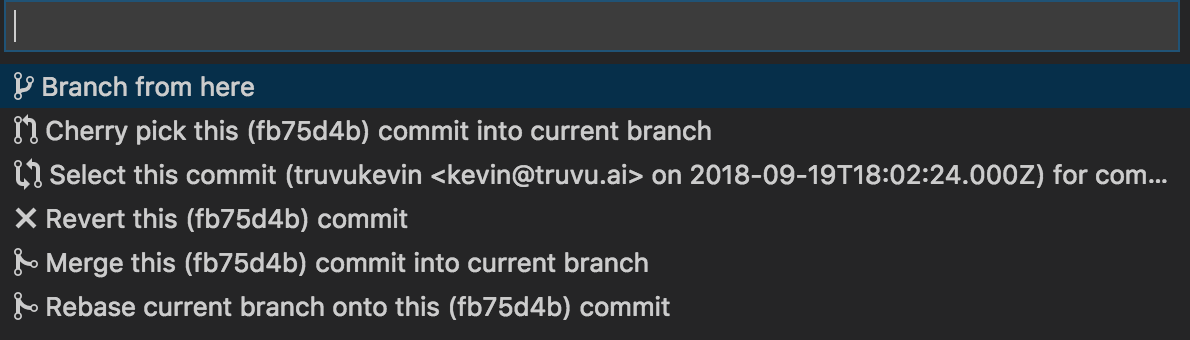 Branch from here
Cherry pick this (fb75d4b) commit into current branch
Select this commit (truvukevin <kevin@truvu.ai> on 2018-09-19T18:02:24.000Z) for com...
Revert this (fb75d4b) commit
Merge this (fb75d4b) commit into current branch
Rebase current branch onto this (fb75d4b) commit